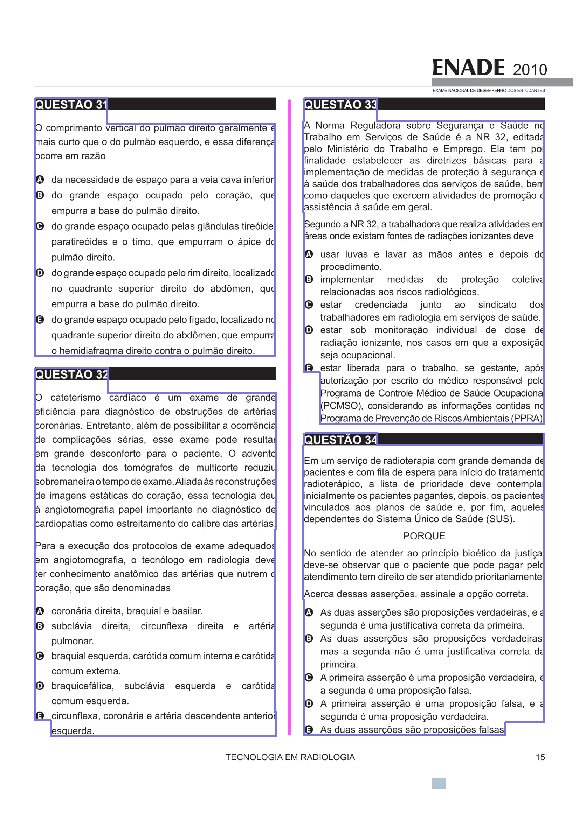 ENADE 2010
EXAME NACIONAL DE DESEMPENHO DOS ESTUDANTES
QUESTÃO 31
O comprimento vertical do pulmão direito geralmente é
mais curto que o do pulmão esquerdo, e essa diferença
ocorre em razão
A da necessidade de espaço para a veia cava inferior.
B do grande espaço ocupado pelo coração, que
empurra a base do pulmão direito.
C do grande espaço ocupado pelas glândulas tireóide,
paratireóides e o timo, que empurram o ápice do
pulmão direito.
D do grande espaço ocupado pelo rim direito, localizado
no quadrante superior direito do abdômen, que
empurra a base do pulmão direito.
E do grande espaço ocupado pelo fígado, localizado no
quadrante superior direito do abdômen, que empurra
o hemidiafragma direito contra o pulmão direito.
QUESTÃO 32
O cateterismo cardíaco é um exame de grande
eficiência para diagnóstico de obstruções de artérias
coronárias. Entretanto, além de possibilitar a ocorrência
de complicações sérias, esse exame pode resultar
em grande desconforto para o paciente. O advento
da tecnologia dos tomógrafos de multicorte reduziu
sobremaneira o tempo de exame. Aliada às reconstruções
de imagens estáticas do coração, essa tecnologia deu
à angiotomografia papel importante no diagnóstico de
cardiopatias como estreitamento do calibre das artérias.
Para a execução dos protocolos de exame adequados
em angiotomografia, o tecnólogo em radiologia deve
ter conhecimento anatômico das artérias que nutrem o
coração, que são denominadas
A coronária direita, braquial e basilar.
B subclávia direita, circunflexa direita e artéria
pulmonar.
C braquial esquerda, carótida comum interna e carótida
comum externa.
D braquicefálica, subclávia esquerda e carótida
comum esquerda.
E circunflexa, coronária e artéria descendente anterior
esquerda.
QUESTÃO 33
A Norma Reguladora sobre Segurança e Saúde no
Trabalho em Serviços de Saúde é a NR 32, editada
pelo Ministério do Trabalho e Emprego. Ela tem por
finalidade estabelecer as diretrizes básicas para a
implementação de medidas de proteção à segurança e
à saúde dos trabalhadores dos serviços de saúde, bem
como daqueles que exercem atividades de promoção e
assistência à saúde em geral.
Segundo a NR 32, a trabalhadora que realiza atividades em
áreas onde existam fontes de radiações ionizantes deve
A usar luvas e lavar as mãos antes e depois do
procedimento.
B implementar medidas de proteção coletiva
relacionadas aos riscos radiológicos.
C estar credenciada junto ao sindicato dos
trabalhadores em radiologia em serviços de saúde.
D estar sob monitoração individual de dose de
radiação ionizante, nos casos em que a exposição
seja ocupacional.
E estar liberada para o trabalho, se gestante, após
autorização por escrito do médico responsável pelo
Programa de Controle Médico de Saúde Ocupacional
(PCMSO), considerando as informações contidas no
Programa de Prevenção de Riscos Ambientais (PPRA).
QUESTÃO 34
Em um serviço de radioterapia com grande demanda de
pacientes e com fila de espera para início do tratamento
radioterápico, a lista de prioridade deve contemplar
inicialmente os pacientes pagantes, depois, os pacientes
vinculados aos planos de saúde e, por fim, aqueles
dependentes do Sistema Único de Saúde (SUS).
PORQUE
No sentido de atender ao princípio bioético da justiça,
deve-se observar que o paciente que pode pagar pelo
atendimento tem direito de ser atendido prioritariamente.
Acerca dessas asserções, assinale a opção correta.
A As duas asserções são proposições verdadeiras, e a
segunda é uma justificativa correta da primeira.
B As duas asserções são proposições verdadeiras,
mas a segunda não é uma justificativa correta da
primeira.
C A primeira asserção é uma proposição verdadeira, e
a segunda é uma proposição falsa.
D A primeira asserção é uma proposição falsa, e a
segunda é uma proposição verdadeira.
E As duas asserções são proposições falsas.
TECNOLOGIA EM RADIOLOGIA 15